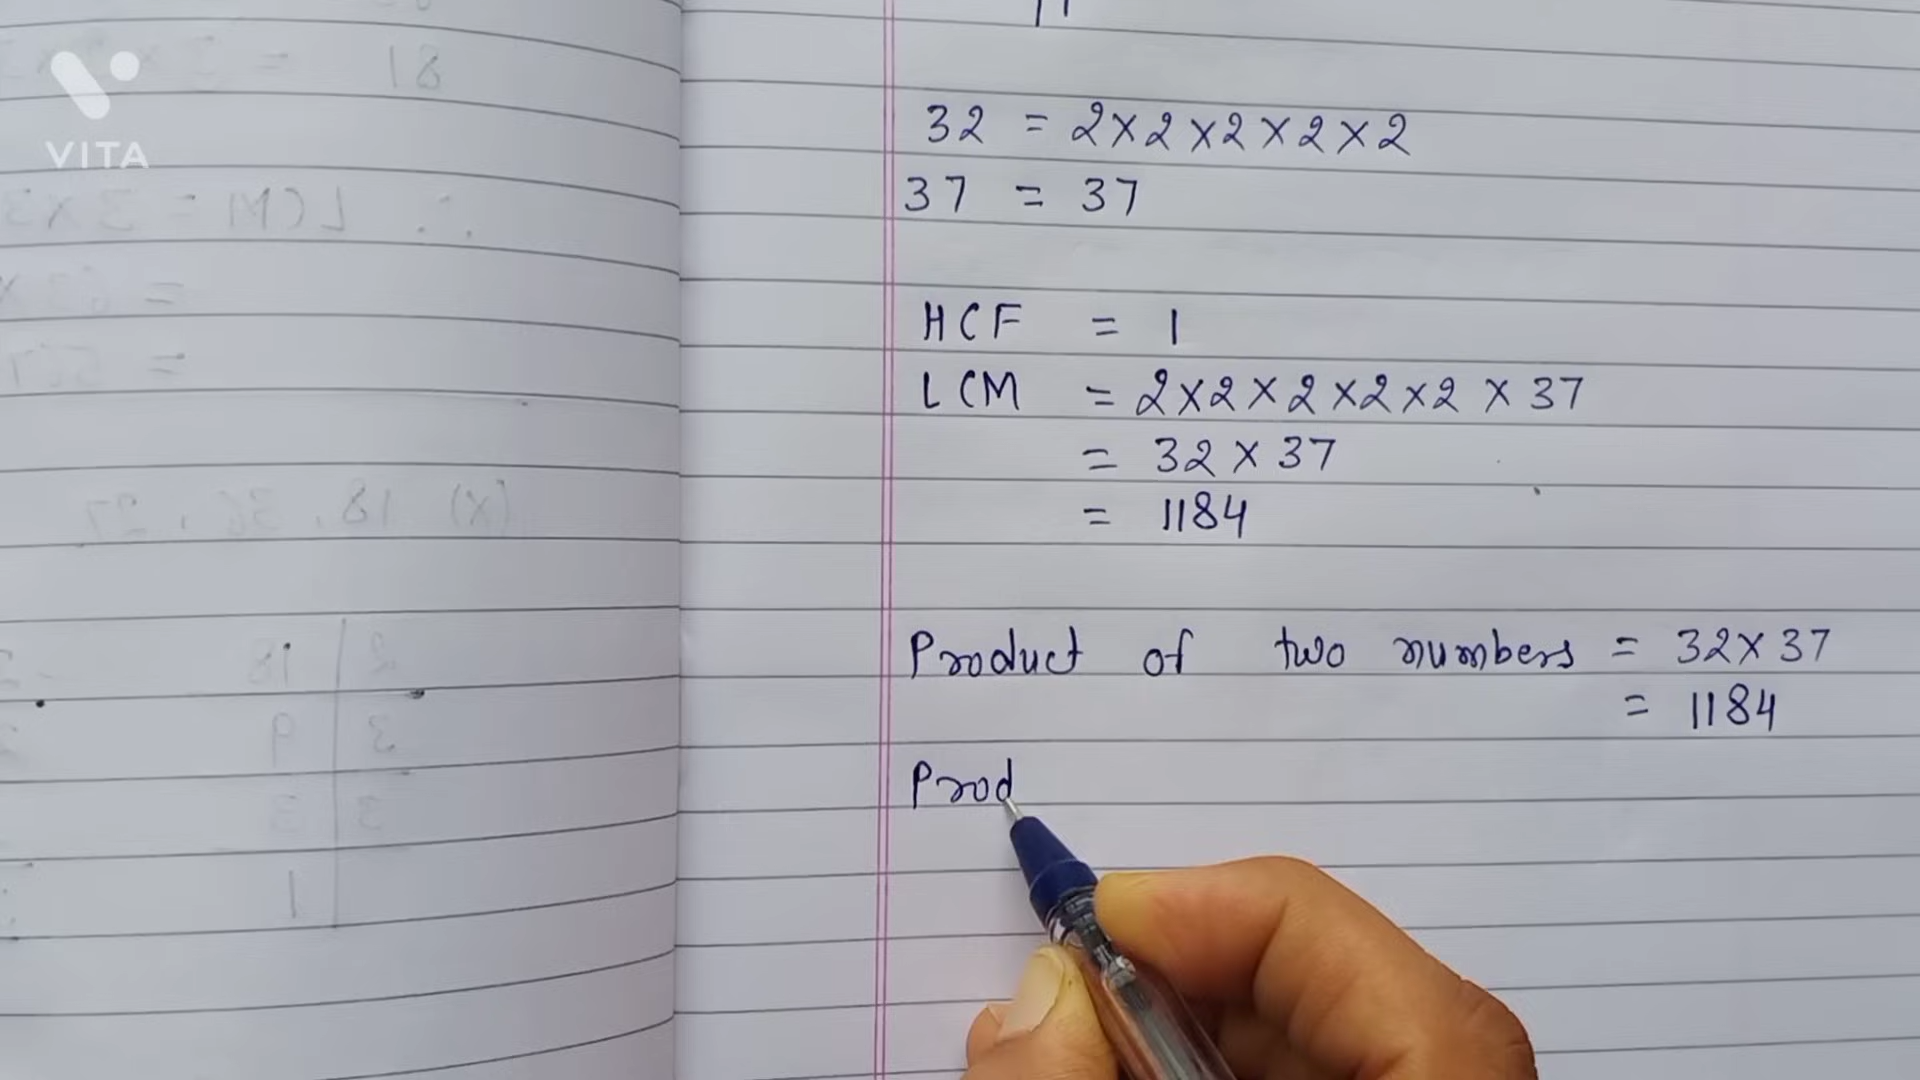 VITA
32 = 2×2×2×2×2
37 = 37
HCF = 1
LCM = 2×2×2×2×2×37
= 32×37
= 1184
Product of two numbers = 32×37
= 1184
Prod